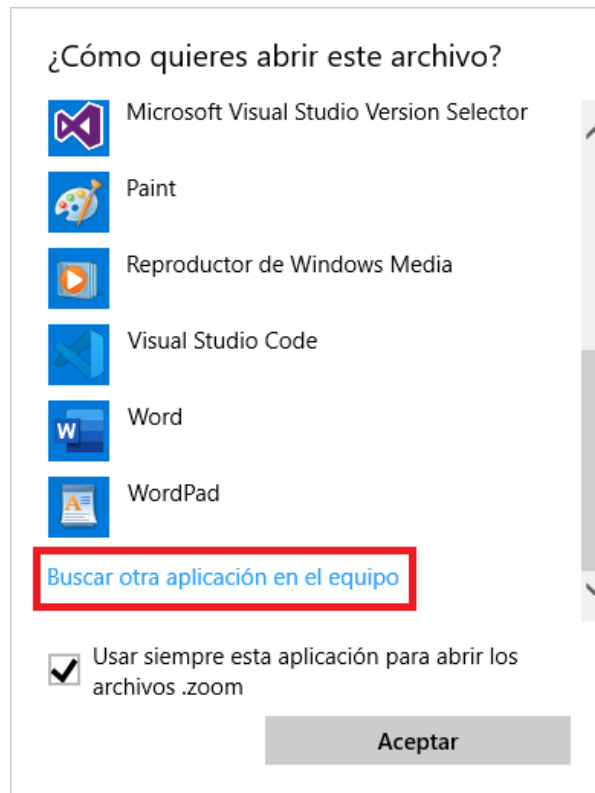 ¿Cómo quieres abrir este archivo?
Microsoft Visual Studio Version Selector
Paint
Reproductor de Windows Media
Visual Studio Code
Word
WordPad
Buscar otra aplicación en el equipo
Usar siempre esta aplicación para abrir los
archivos .zoom
Aceptar